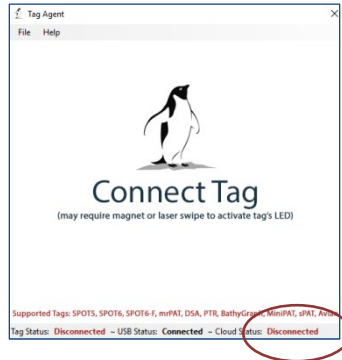 Tag Agent
File Help
Connect Tag
(may require magnet or laser swipe to activate tag's LED)
Supported Tags: SPOT5, SPOT6, SPOT6-F, mrPAT, DSA, PTR, BathyGraph, MiniPAT, sPAT, Avian
Tag Status: Disconnected ~ USB Status: Connected ~ Cloud Status: Disconnected